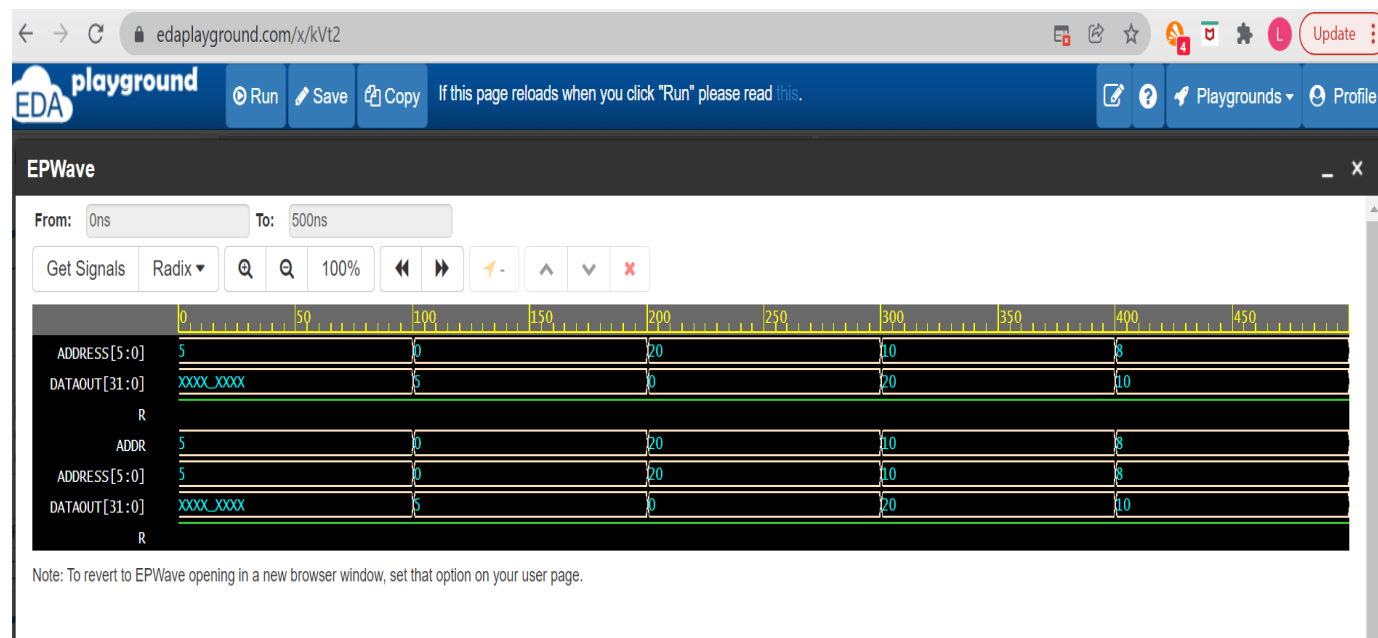 edaplayground.com/x/kVt2
4
L
Update
EDA playground
Run
Save
Copy
If this page reloads when you click "Run" please read this.
Playgrounds
Profile
EPWave
From: 0ns To: 500ns
Get Signals Radix 100% -
0 50 100 150 200 250 300 350 400 450
ADDRESS[5:0] 5 0 20 10 8
DATAOUT[31:0] XXXX_XXXX 5 0 20 10
R
ADDR 5 0 20 10 8
ADDRESS[5:0] 5 0 20 10 8
DATAOUT[31:0] XXXX_XXXX 5 0 20 10
R
Note: To revert to EPWave opening in a new browser window, set that option on your user page.